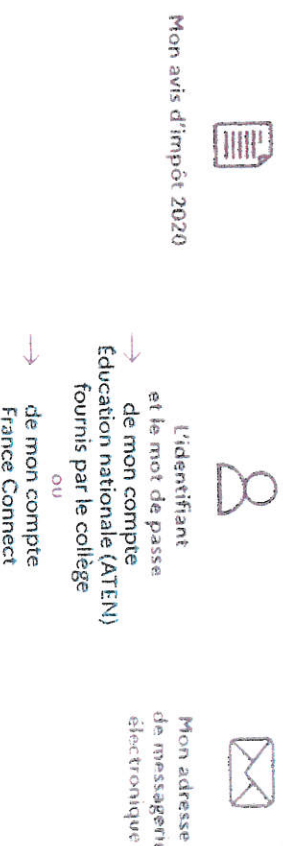 Mon avis d'impôt 2020
L'identifiant
et le mot de passe
→ de mon compte
Éducation nationale (ATEN)
fournis par le collège
ou
→ de mon compte
France Connect
Mon adresse
de messagerie
électronique